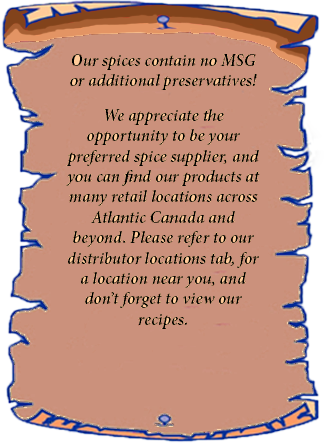 Our spices contain no MSG
or additional preservatives!
We appreciate the
opportunity to be your
preferred spice supplier, and
you can find our products at
many retail locations across
Atlantic Canada and
beyond. Please refer to our
distributor locations tab, for
a location near you, and
don't forget to view our
recipes.